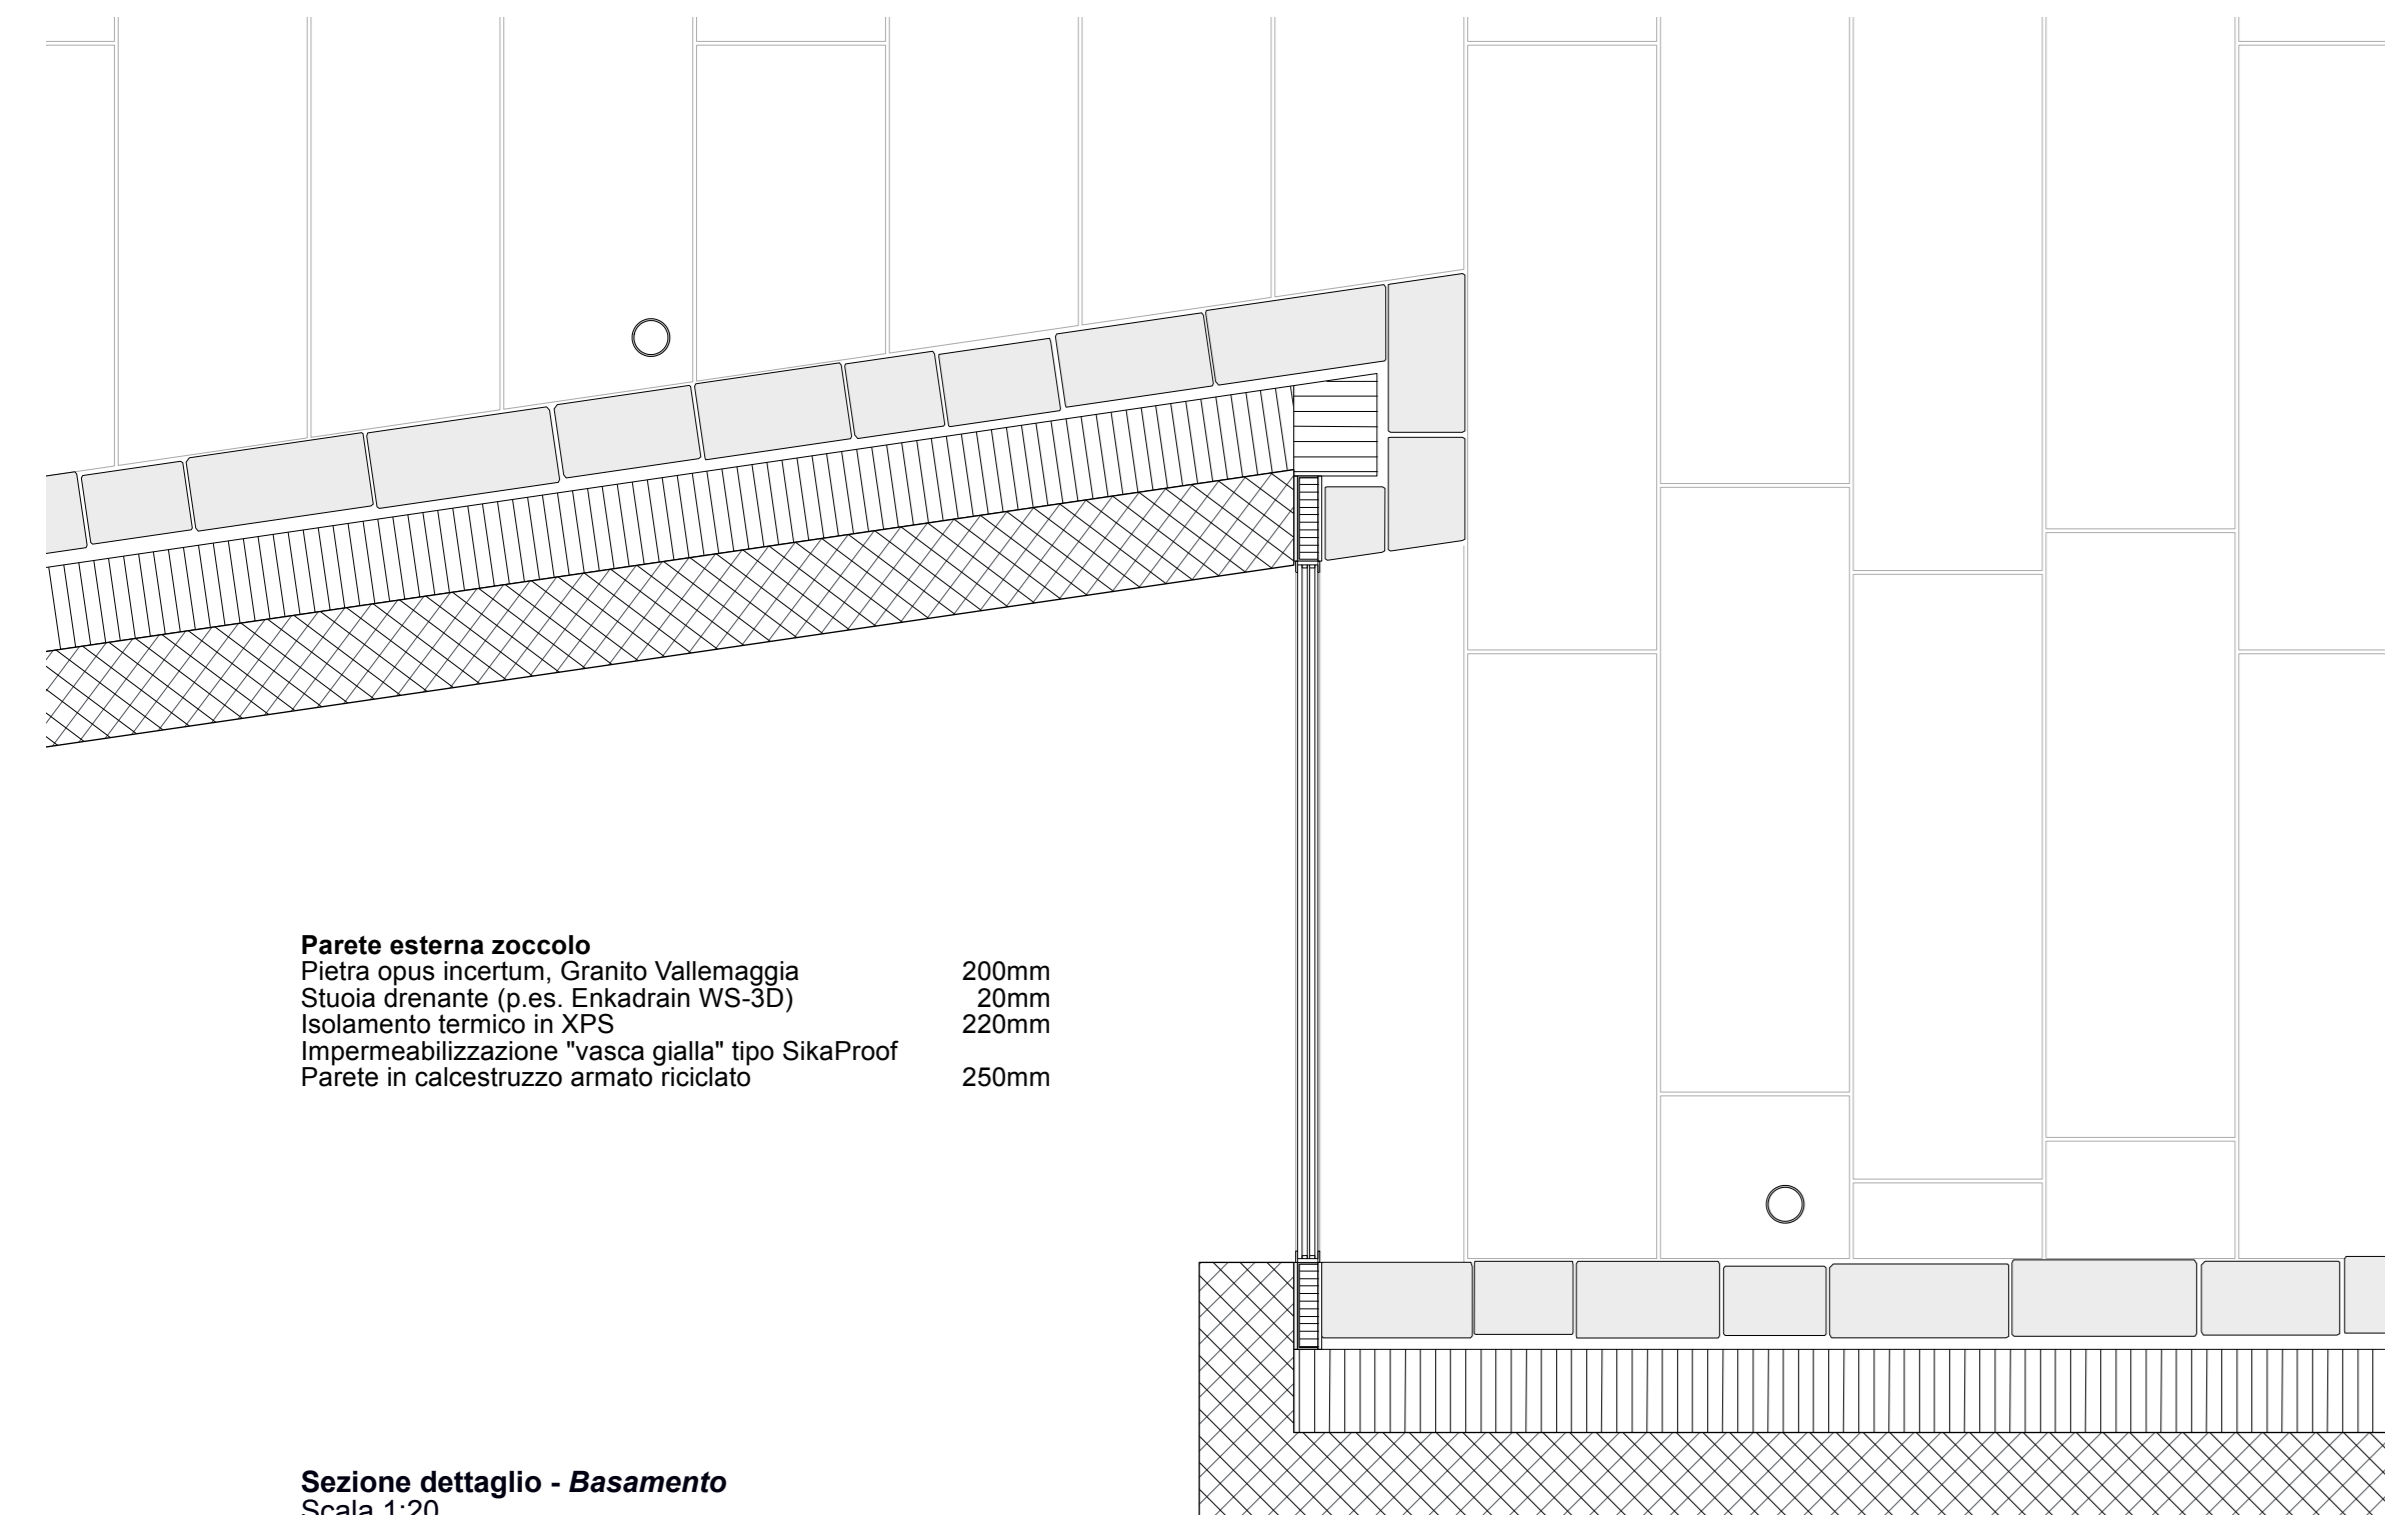 Parete esterna zoccolo
Pietra opus incertum, Granito Vallemaggia 200mm
Stuoia drenante (p.es. Enkadrain WS-3D) 20mm
Isolamento termico in XPS 220mm
Impermeabilizzazione "vasca gialla" tipo SikaProof
Parete in calcestruzzo armato riciclato 250mm
Sezione dettaglio - Basamento
Scala 1:20